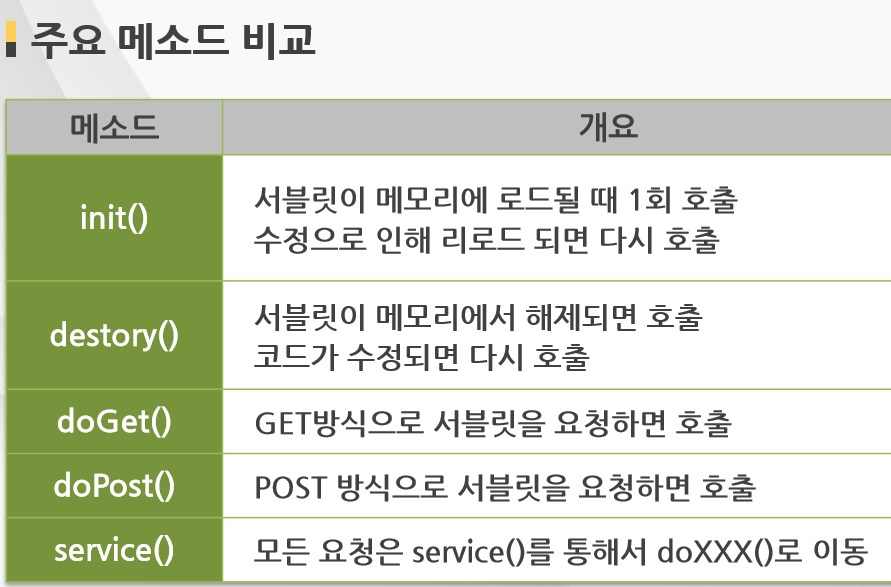 주요 메소드 비교
메소드
개요
init()
서블릿이 메모리에 로드될 때 1회 호출
수정으로 인해 리로드 되면 다시 호출
destory()
서블릿이 메모리에서 해제되면 호출
코드가 수정되면 다시 호출
doGet()
GET방식으로 서블릿을 요청하면 호출
doPost()
POST 방식으로 서블릿을 요청하면 호출
service()
모든 요청은 service()를 통해서 doXXX()로 이동